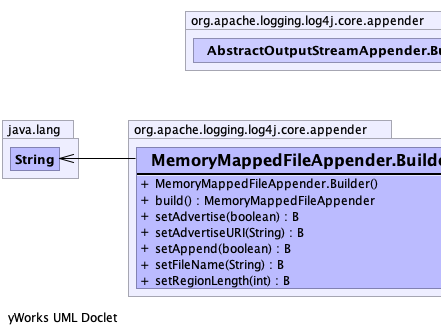 org.apache.logging.log4j.core.appender
AbstractOutputStreamAppender.Bu
java.lang
String
org.apache.logging.log4j.core.appender
MemoryMappedFileAppender.Builde
+ MemoryMappedFileAppender.Builder()
+ build() : MemoryMappedFileAppender
+ setAdvertise(boolean) : B
+ setAdvertiseURI(String) : B
+ setAppend(boolean) : B
+ setFileName(String) : B
+ setRegionLength(int) : B
yWorks UML Doclet